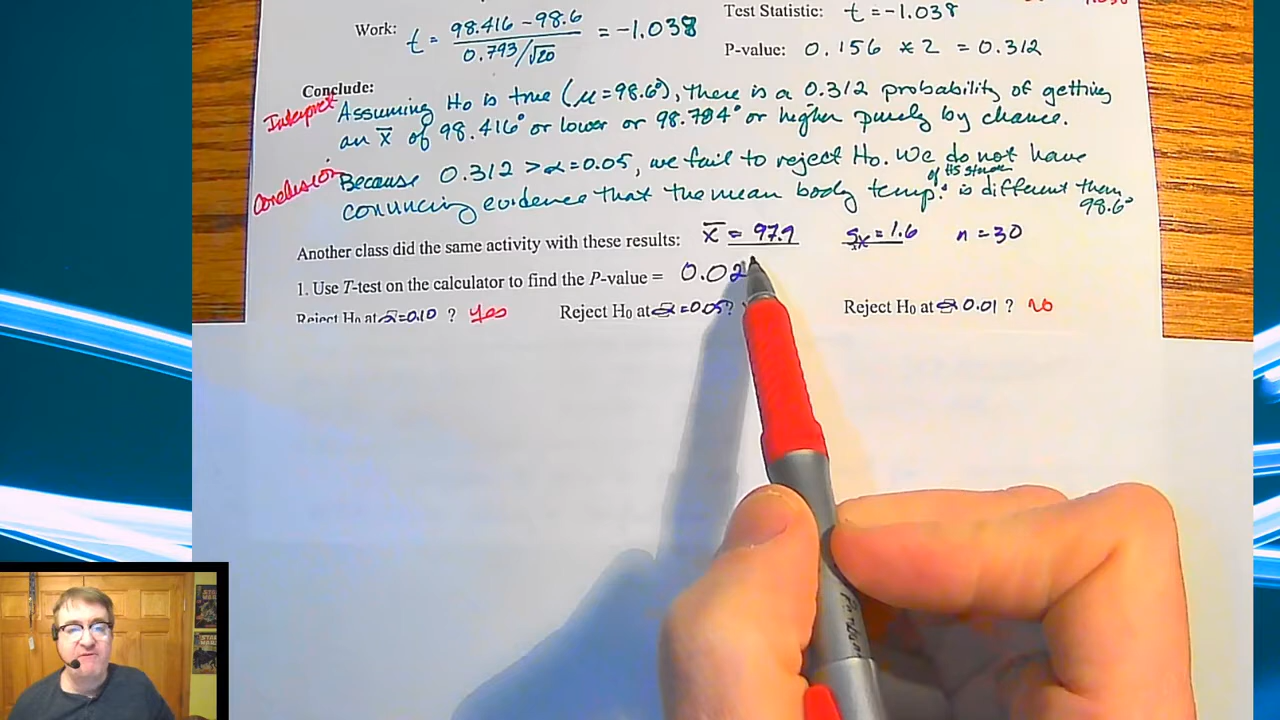 Work: t = 98.416 - 98.6 / 0.793/√20 = -1.038
Test Statistic: t = -1.038
P-value: 0.156 × 2 = 0.312
Conclude:
Interpret Assuming Ho is true (μ = 98.6°), there is a 0.312 probability of getting
an x̄ of 98.416° or lower or 98.784° or higher purely by chance.
Conclusion Because 0.312 > α = 0.05, we fail to reject Ho. We do not have
of HS students
convincing evidence that the mean body temp. is different than
98.6°
Another class did the same activity with these results: x̄ = 97.9 Sx = 1.6 n = 30
1. Use T-test on the calculator to find the P-value = 0.02
Reject H₀ at α = 0.10 ? Yes Reject H₀ at α = 0.05? Reject H₀ at α 0.01 ? No